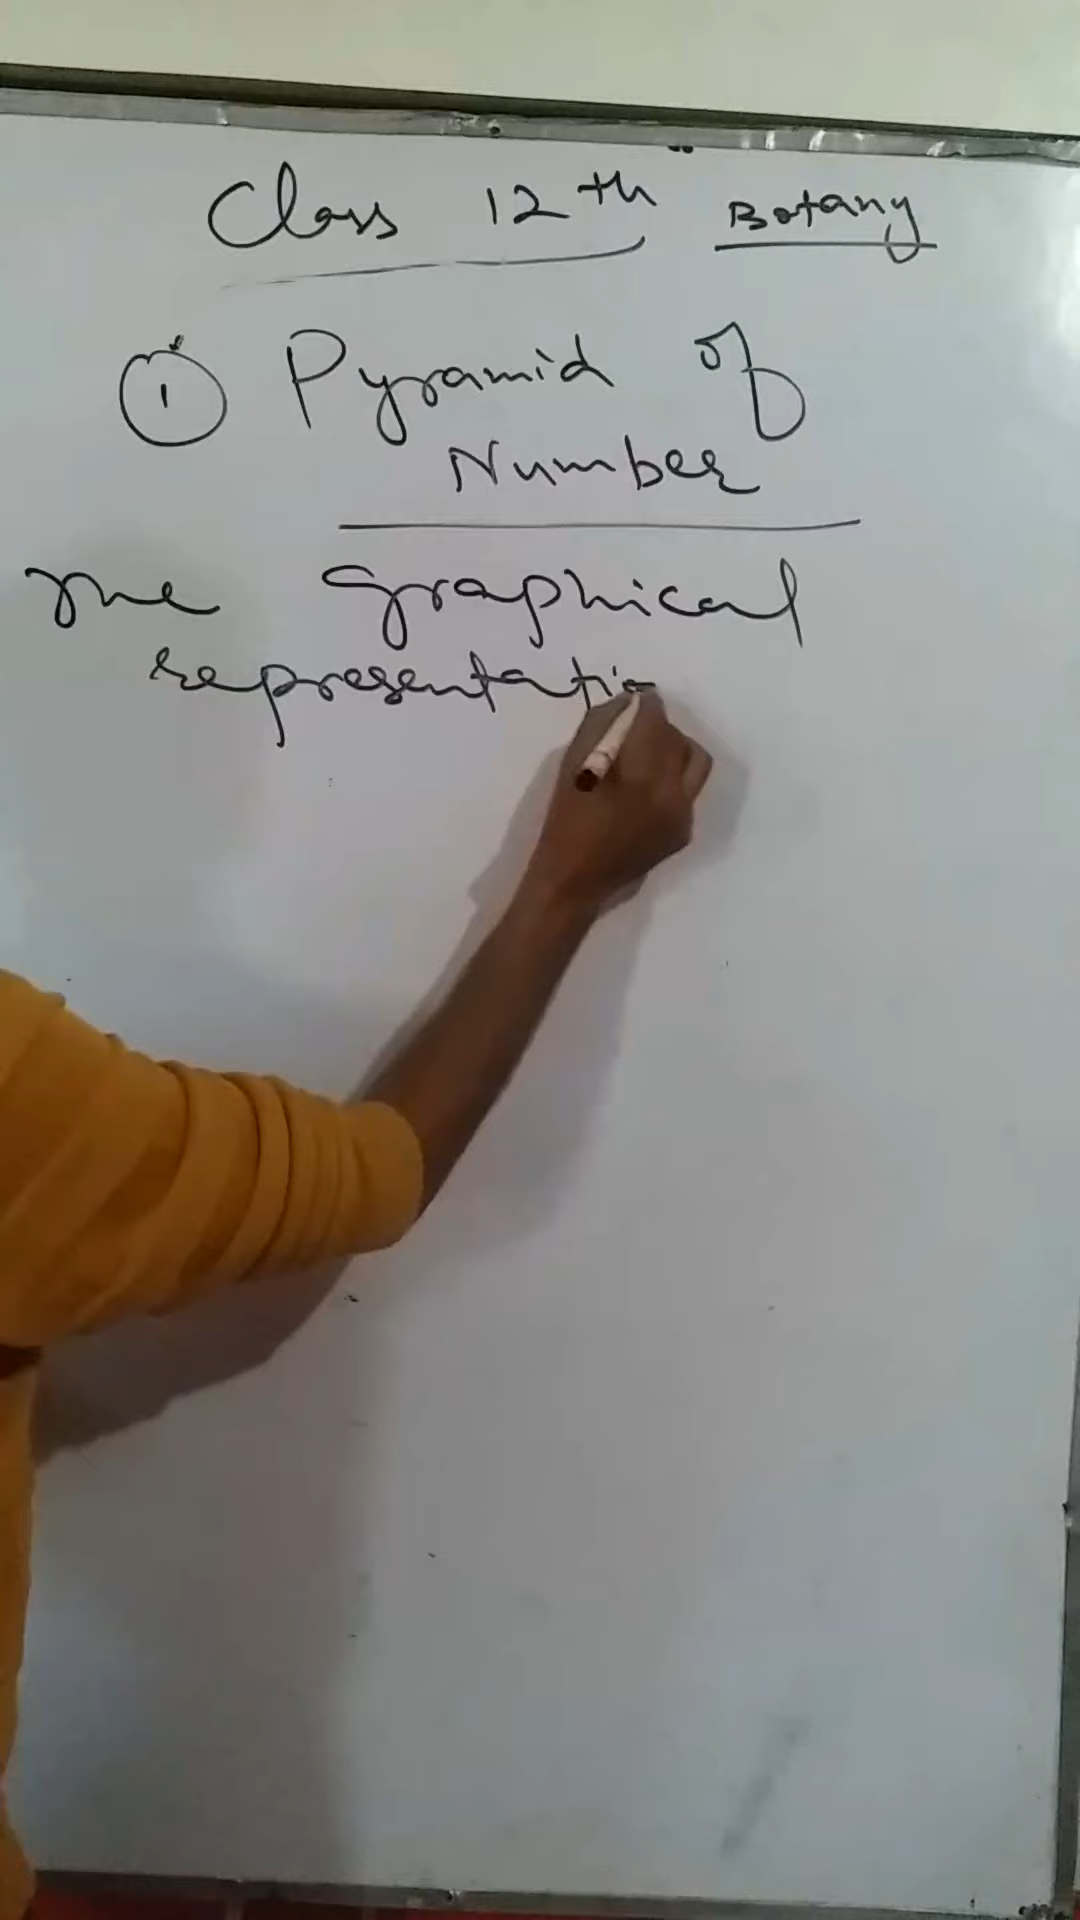 Class 12th Botany
1 Pyramid of
Number
The graphical
representatio